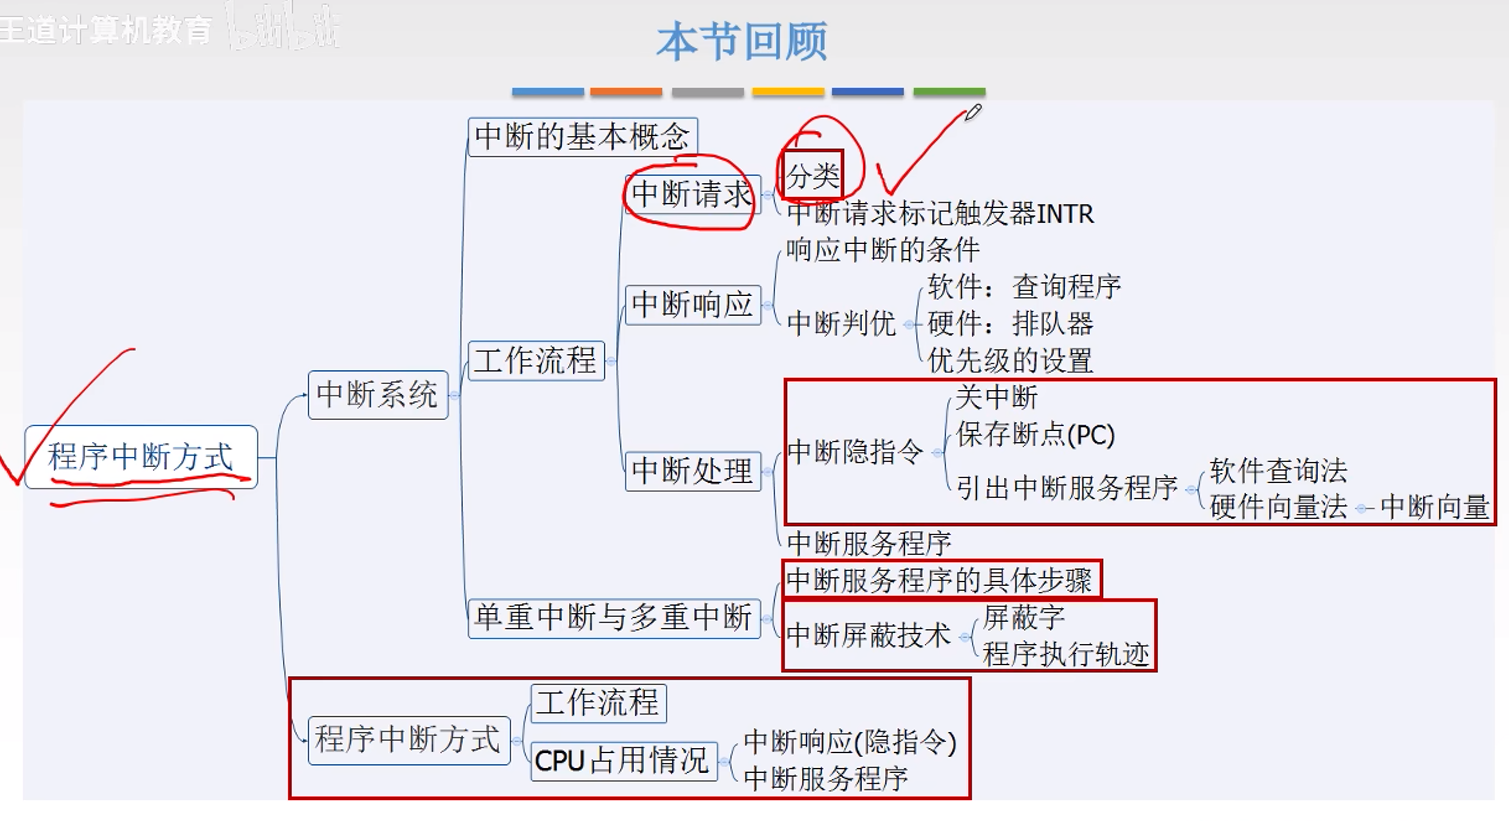 王道计算机教育 bilibili
本节回顾
中断的基本概念
分类
中断请求
中断请求标记触发器INTR
响应中断的条件
软件：查询程序
中断响应
中断判优
硬件：排队器
工作流程
优先级的设置
中断系统
关中断
保存断点(PC)
程序中断方式
中断隐指令
中断处理
软件查询法
引出中断服务程序
硬件向量法
中断向量
中断服务程序
中断服务程序的具体步骤
单重中断与多重中断
屏蔽字
中断屏蔽技术
程序执行轨迹
工作流程
程序中断方式
中断响应(隐指令)
CPU占用情况
中断服务程序